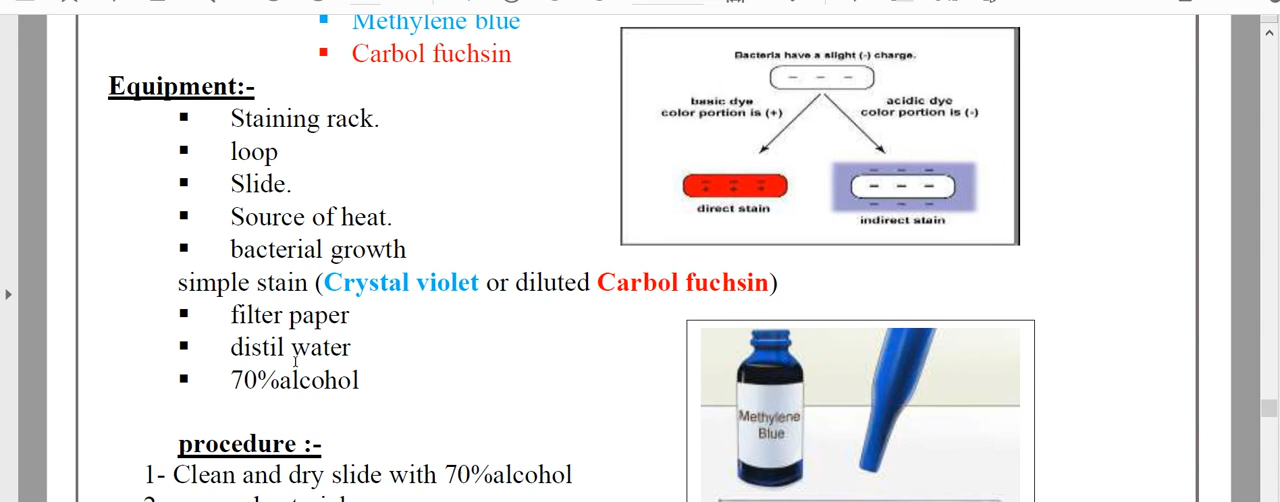 Methylene blue
Carbol fuchsin
Equipment:-
Staining rack.
loop
Slide.
Source of heat.
bacterial growth
simple stain (Crystal violet or diluted Carbol fuchsin)
filter paper
distil water
70%alcohol
procedure :-
1- Clean and dry slide with 70%alcohol
Bacteria have a slight (-) charge.
basic dye
color portion is (+)
acidic dye
color portion is (-)
direct stain
indirect stain
Methylene
Blue